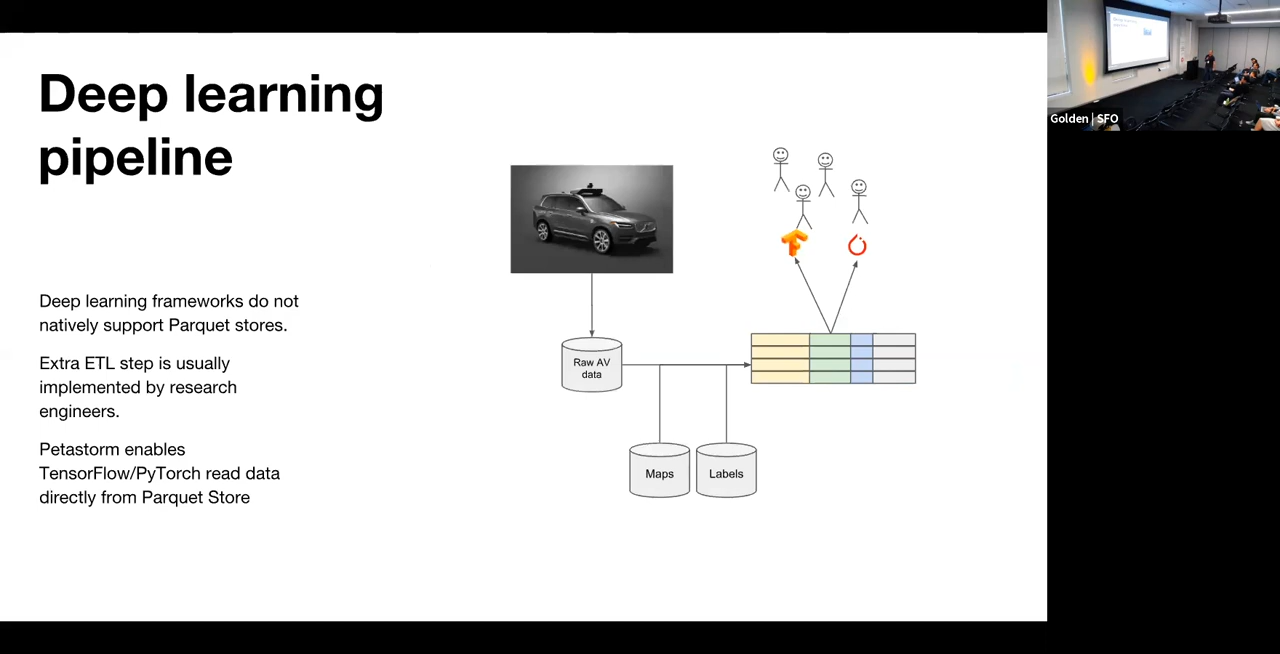 Deep learning
pipeline
Deep learning frameworks do not
natively support Parquet stores.
Extra ETL step is usually
implemented by research
engineers.
Petastorm enables
TensorFlow/PyTorch read data
directly from Parquet Store
Raw AV
data
Maps
Labels
Golden | SFO